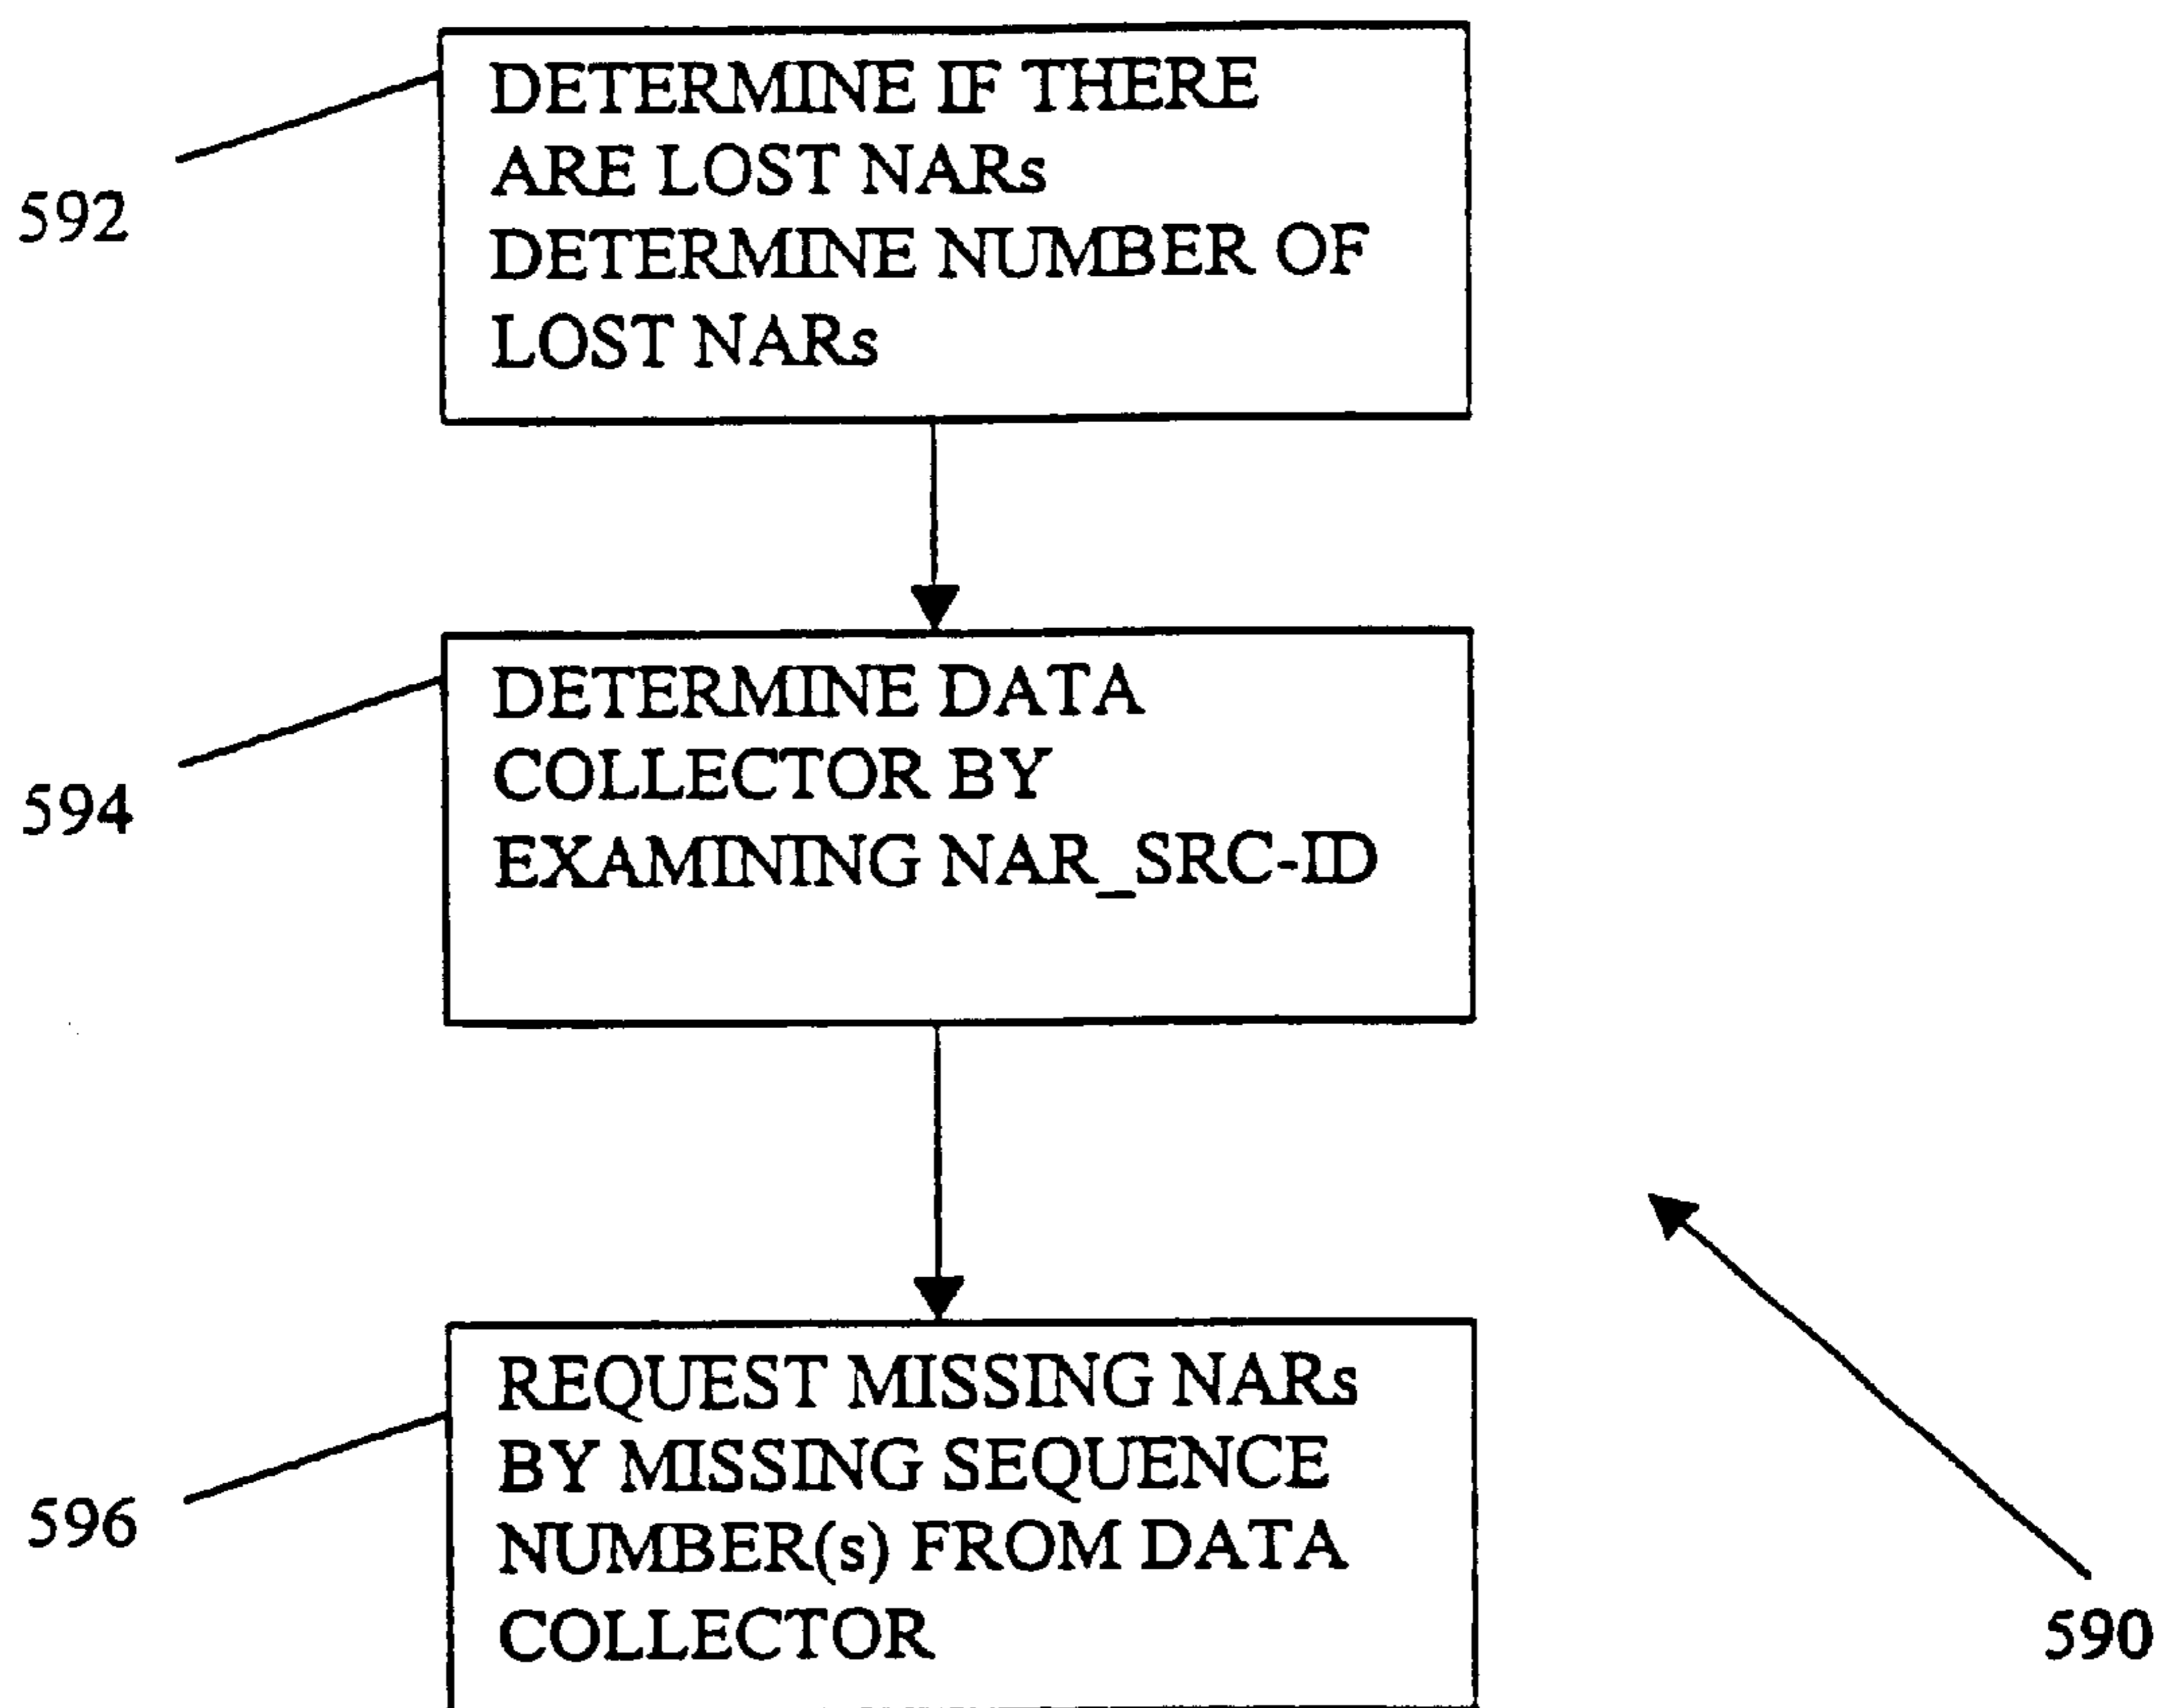 DETERMINE IF THERE
ARE LOST NARs
DETERMINE NUMBER OF
LOST NARs
592
DETERMINE DATA
COLLECTOR BY
EXAMINING NAR_SRC-ID
594
REQUEST MISSING NARs
BY MISSING SEQUENCE
NUMBER(s) FROM DATA
COLLECTOR
596
590